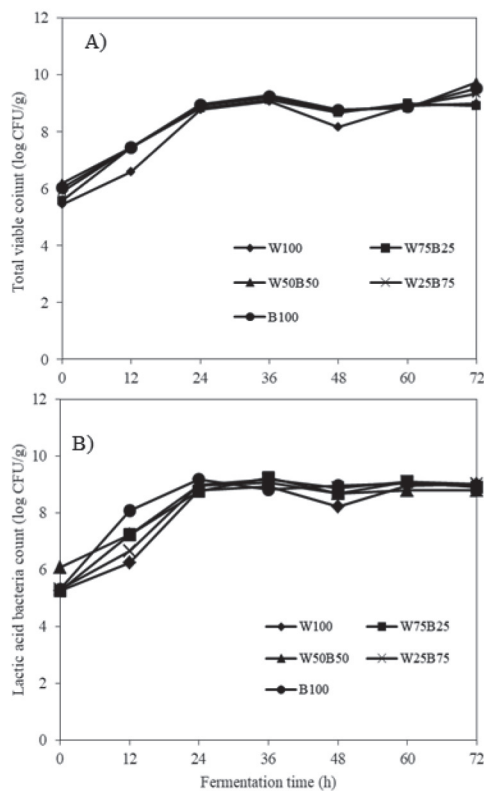 A)
12
10
8
6
4
2
0
Total viable coiunt (log CFU/g)
W100
W75B25
W50B50
W25B75
B100
0 12 24 36 48 60 72
B)
12
10
8
6
4
2
0
Lactic acid bacteria count (log CFU/g)
W100
W75B25
W50B50
W25B75
B100
0 12 24 36 48 60 72
Fermentation time (h)